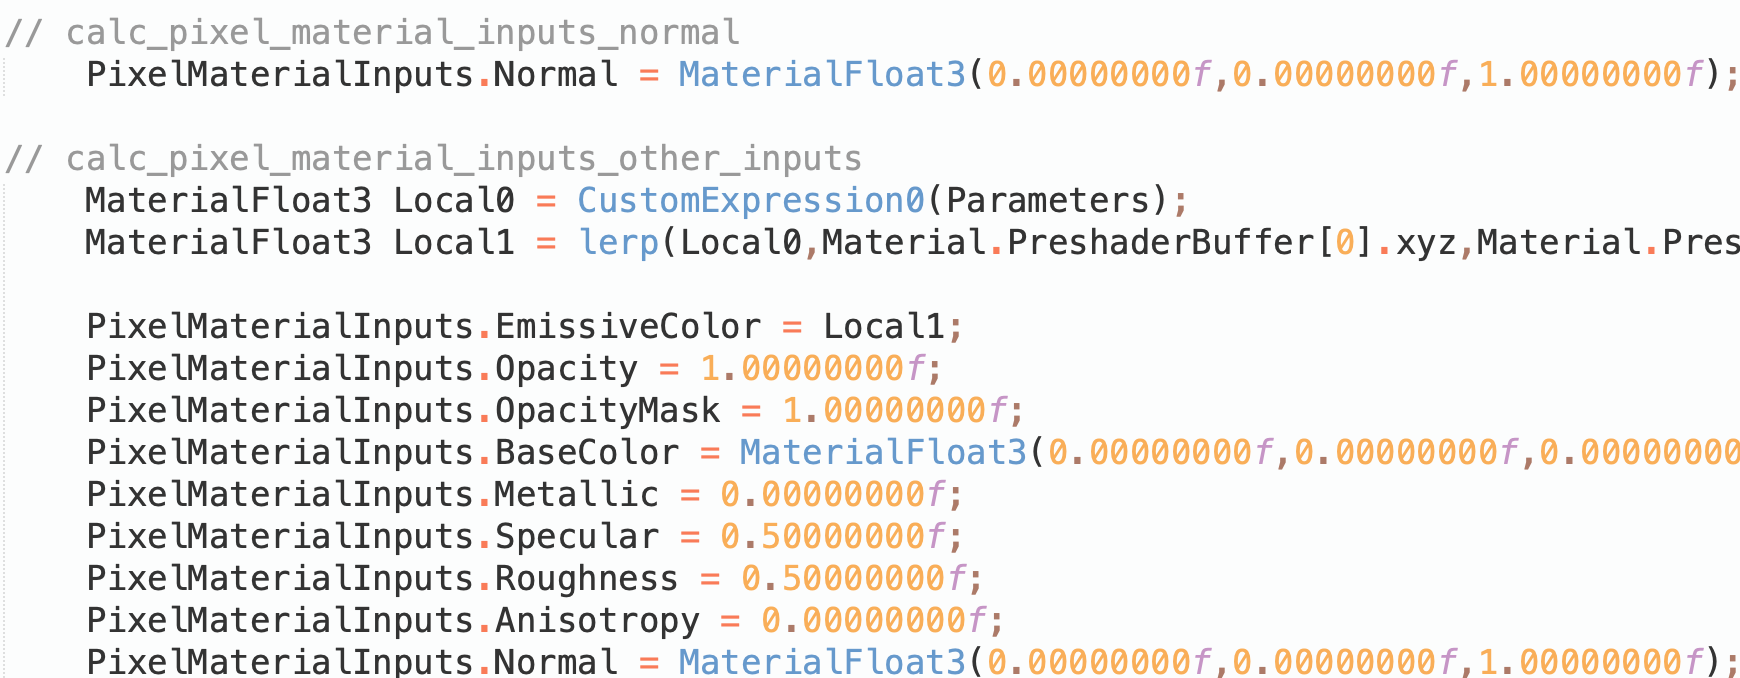 // calc_pixel_material_inputs_normal
PixelMaterialInputs.Normal = MaterialFloat3(0.00000000f,0.00000000f,1.00000000f);
// calc_pixel_material_inputs_other_inputs
MaterialFloat3 Local0 = CustomExpression0(Parameters);
MaterialFloat3 Local1 = lerp(Local0,Material.PreshaderBuffer[0].xyz,Material.Pres
PixelMaterialInputs.EmissiveColor = Local1;
PixelMaterialInputs.Opacity = 1.00000000f;
PixelMaterialInputs.OpacityMask = 1.00000000f;
PixelMaterialInputs.BaseColor = MaterialFloat3(0.00000000f,0.00000000f,0.00000000
PixelMaterialInputs.Metallic = 0.00000000f;
PixelMaterialInputs.Specular = 0.50000000f;
PixelMaterialInputs.Roughness = 0.50000000f;
PixelMaterialInputs.Anisotropy = 0.00000000f;
PixelMaterialInputs.Normal = MaterialFloat3(0.00000000f,0.00000000f,1.00000000f);